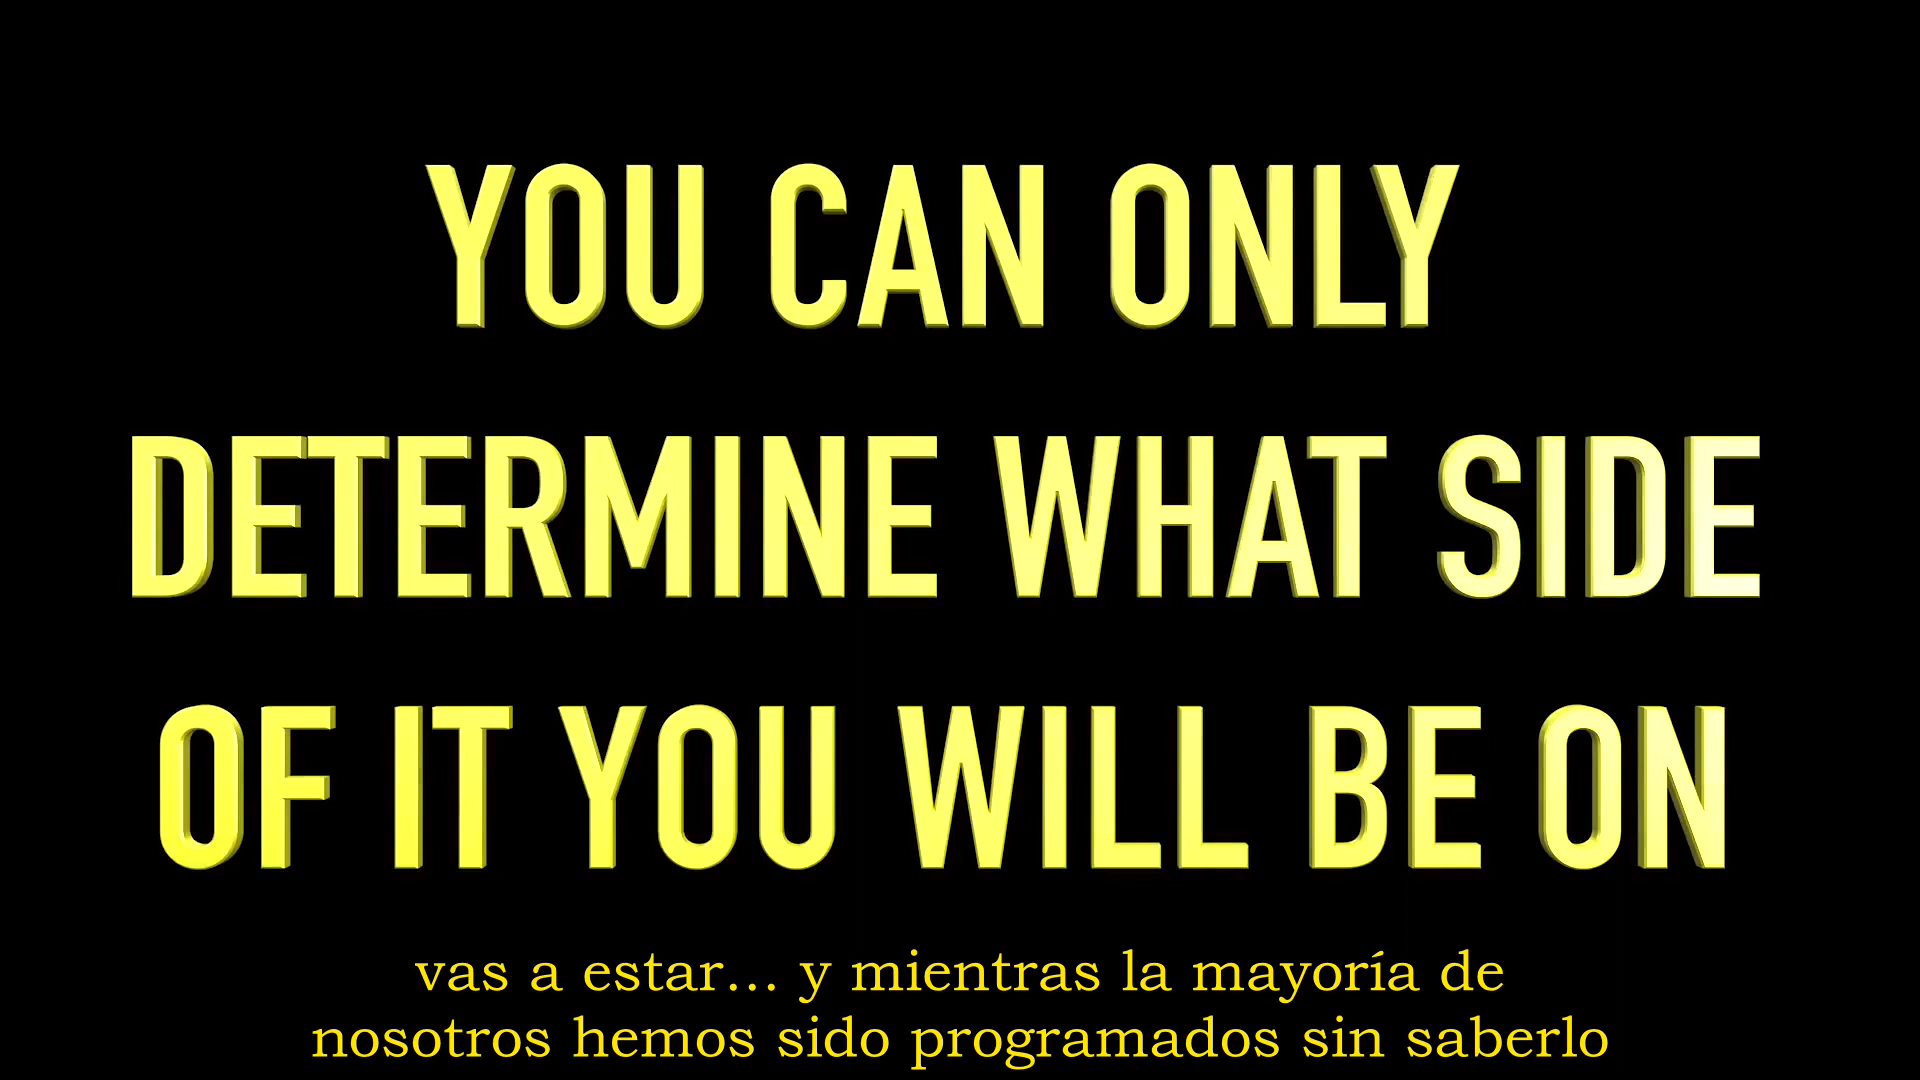 YOU CAN ONLY
DETERMINE WHAT SIDE
OF IT YOU WILL BE ON
vas a estar... y mientras la mayoría de
nosotros hemos sido programados sin saberlo